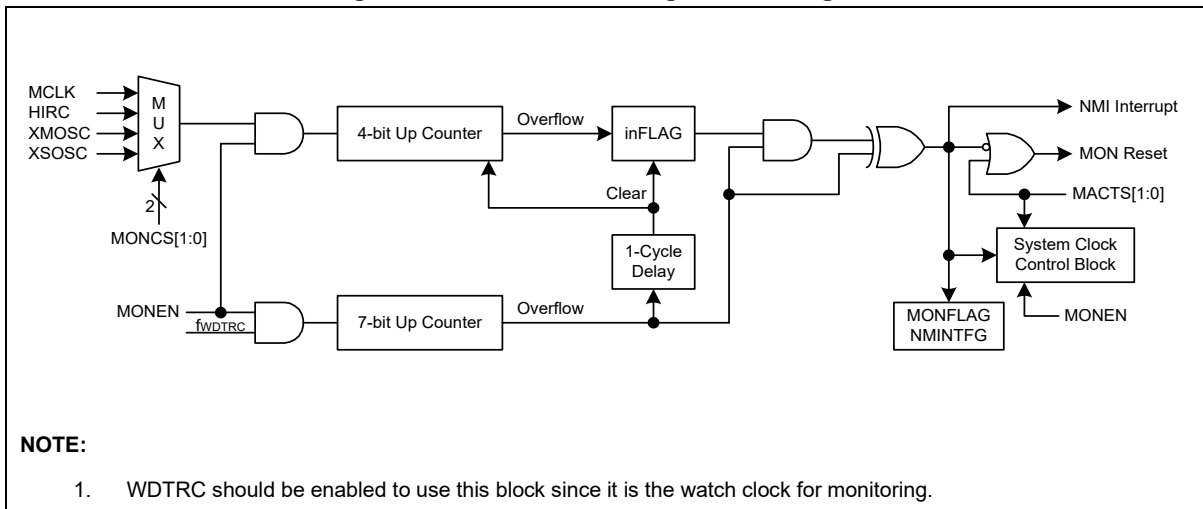 MCLK
HIRC
XMOSC
XSOSC
M
U
X
2
MONCS[1:0]
MONEN
fWDTRC
4-bit Up Counter
Overflow
inFLAG
Clear
1-Cycle
Delay
7-bit Up Counter
Overflow
NMI Interrupt
MON Reset
MACTS[1:0]
System Clock
Control Block
MONFLAG
NMINTFG
MONEN
NOTE:
1. WDTRC should be enabled to use this block since it is the watch clock for monitoring.